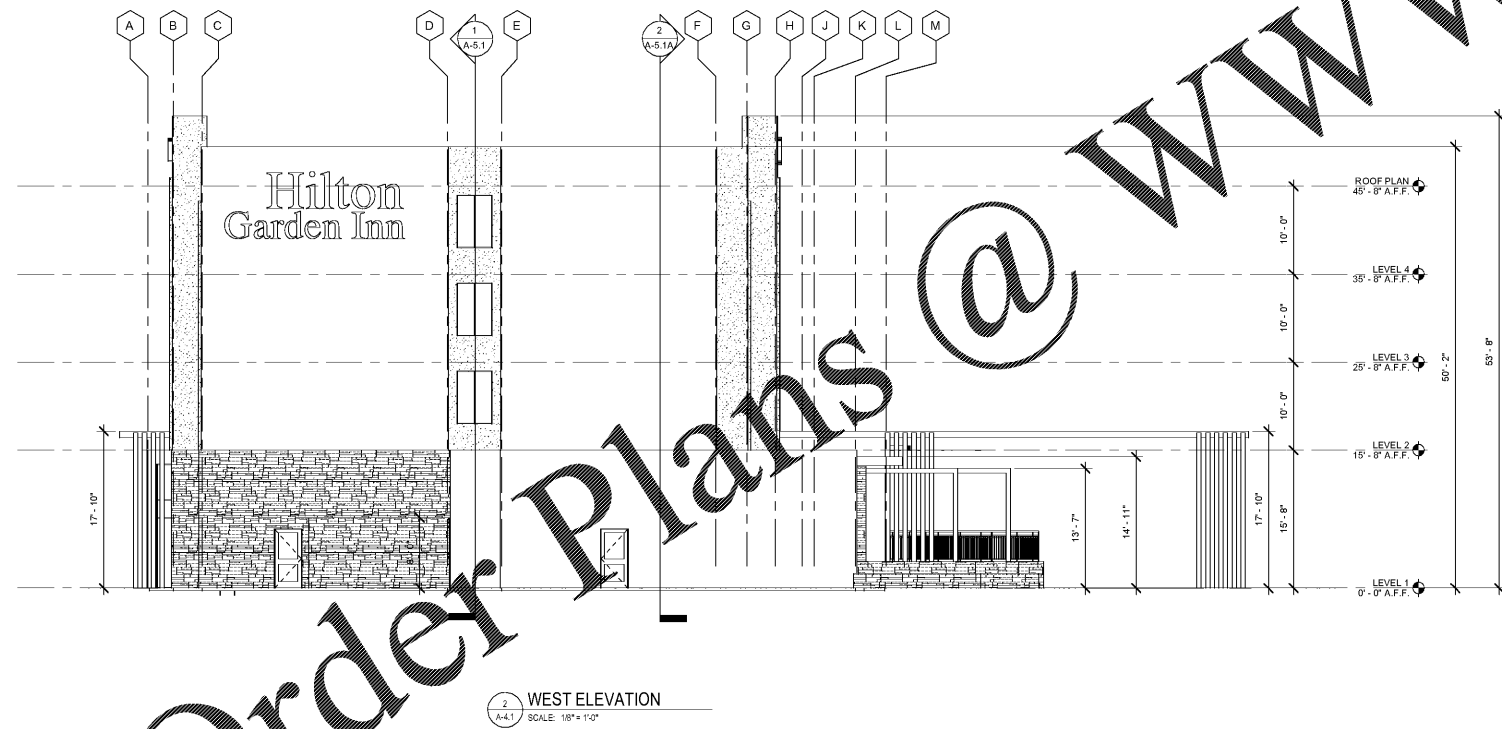 A B C D E F G H J K L M
1
A-5.1
2
A-5.1A
Hilton
Garden Inn
ROOF PLAN
45' - 8" A.F.F.
LEVEL 4
35' - 8" A.F.F.
LEVEL 3
25' - 8" A.F.F.
LEVEL 2
15' - 8" A.F.F.
LEVEL 1
0' - 0" A.F.F.
10' - 0"
10' - 0"
10' - 0"
50' - 2"
53' - 8"
17' - 10"
13' - 7"
14' - 11"
17' - 10"
15' - 8"
2
A-4.1
WEST ELEVATION
SCALE: 1/8" = 1'-0"
Order Plans @ WWW